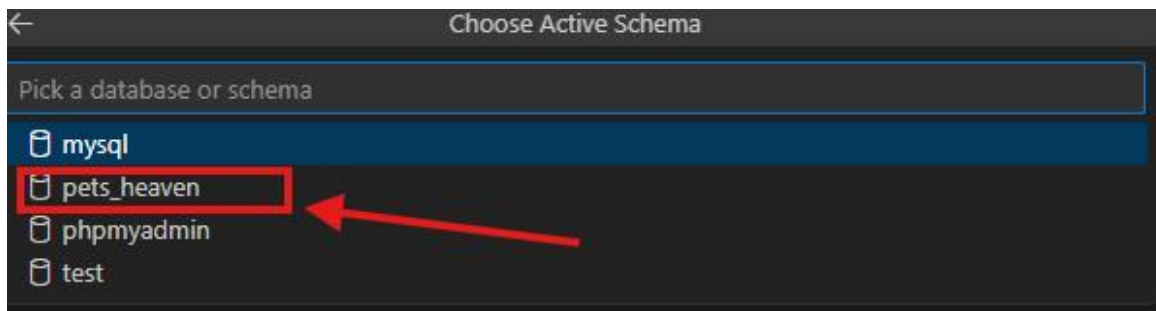 Choose Active Schema
Pick a database or schema
mysql
pets_heaven
phpmyadmin
test